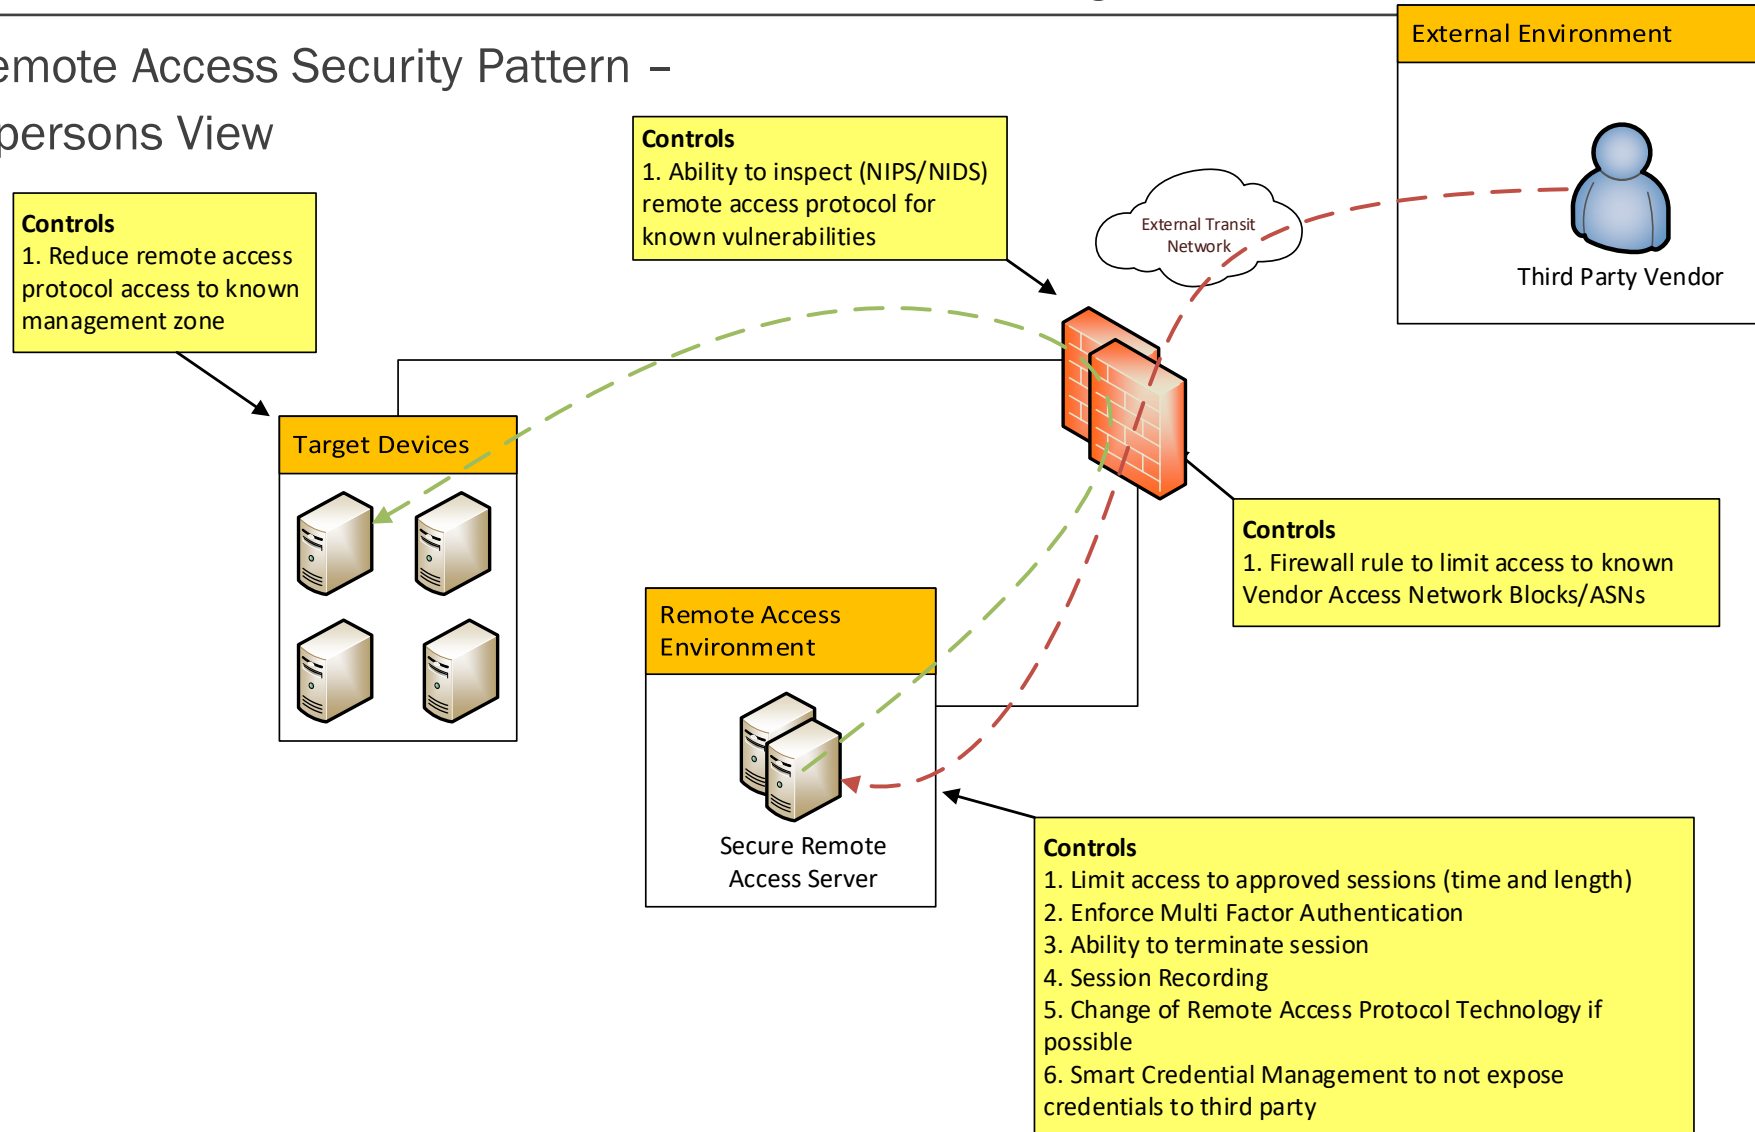 emote Access Security Pattern –
persons View
External Environment
Third Party Vendor
External Transit
Network
Controls
1. Ability to inspect (NIPS/NIDS)
remote access protocol for
known vulnerabilities
Controls
1. Reduce remote access
protocol access to known
management zone
Target Devices
Controls
1. Firewall rule to limit access to known
Vendor Access Network Blocks/ASNs
Remote Access
Environment
Secure Remote
Access Server
Controls
1. Limit access to approved sessions (time and length)
2. Enforce Multi Factor Authentication
3. Ability to terminate session
4. Session Recording
5. Change of Remote Access Protocol Technology if
possible
6. Smart Credential Management to not expose
credentials to third party